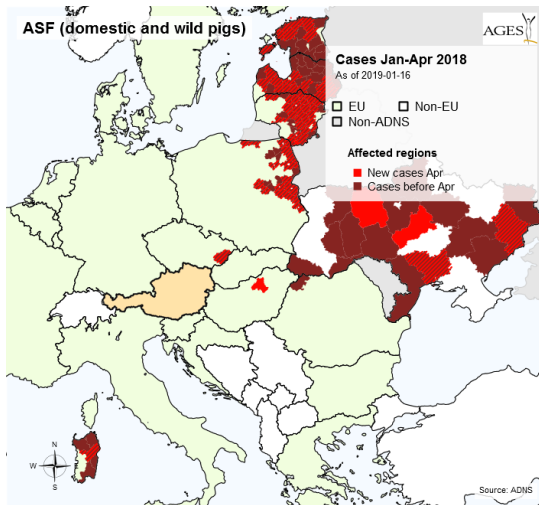 ASF (domestic and wild pigs)
AGES
Cases Jan-Apr 2018
As of 2019-01-16
EU
Non-EU
Non-ADNS
Affected regions
New cases Apr
Cases before Apr
N
W
E
S
Source: ADNS